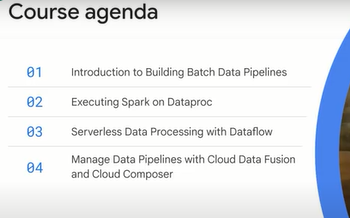 Course agenda
01 Introduction to Building Batch Data Pipelines
02 Executing Spark on Dataproc
03 Serverless Data Processing with Dataflow
04 Manage Data Pipelines with Cloud Data Fusion
and Cloud Composer